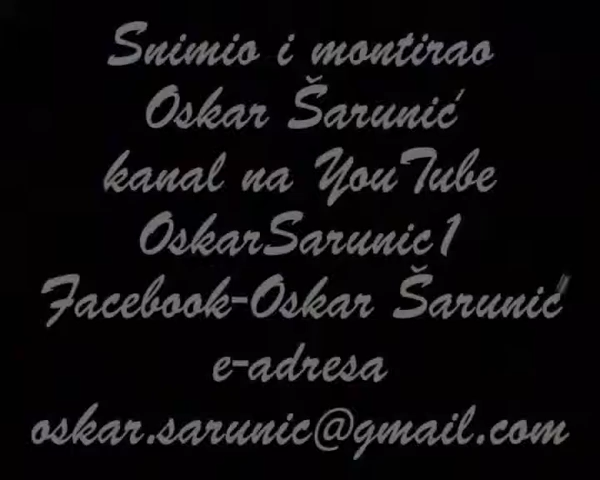 Snimio i montirao
Oskar Šarunić
kanal na YouTube
OskarSarunic1
Facebook-Oskar Šarunić
e-adresa
oskar.sarunic@gmail.com